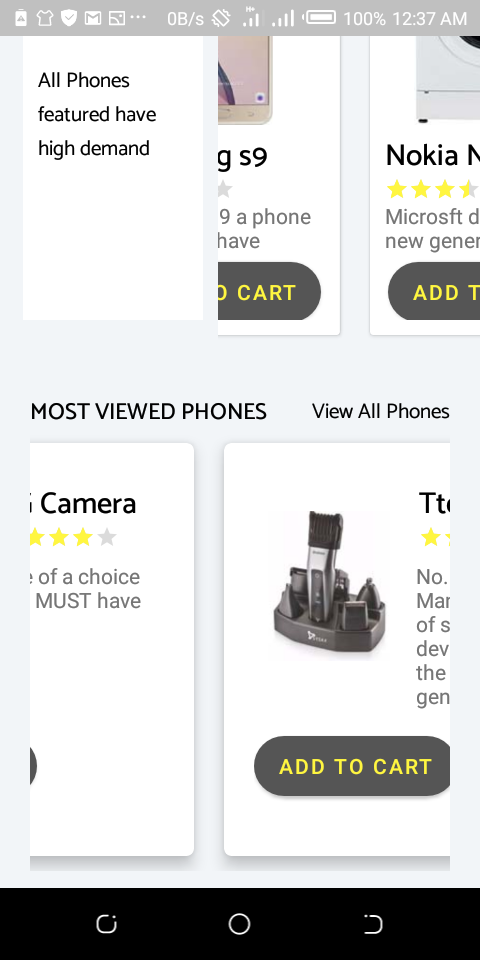 0B/s H+ 100% 12:37 AM
All Phones
featured have
high demand
g s9
9 a phone
have
O CART
Nokia N
Microsft d
new gener
ADD T
MOST VIEWED PHONES
View All Phones
G Camera
e of a choice
MUST have
Tte
No.
Mar
of s
dev
the
gen
ADD TO CART